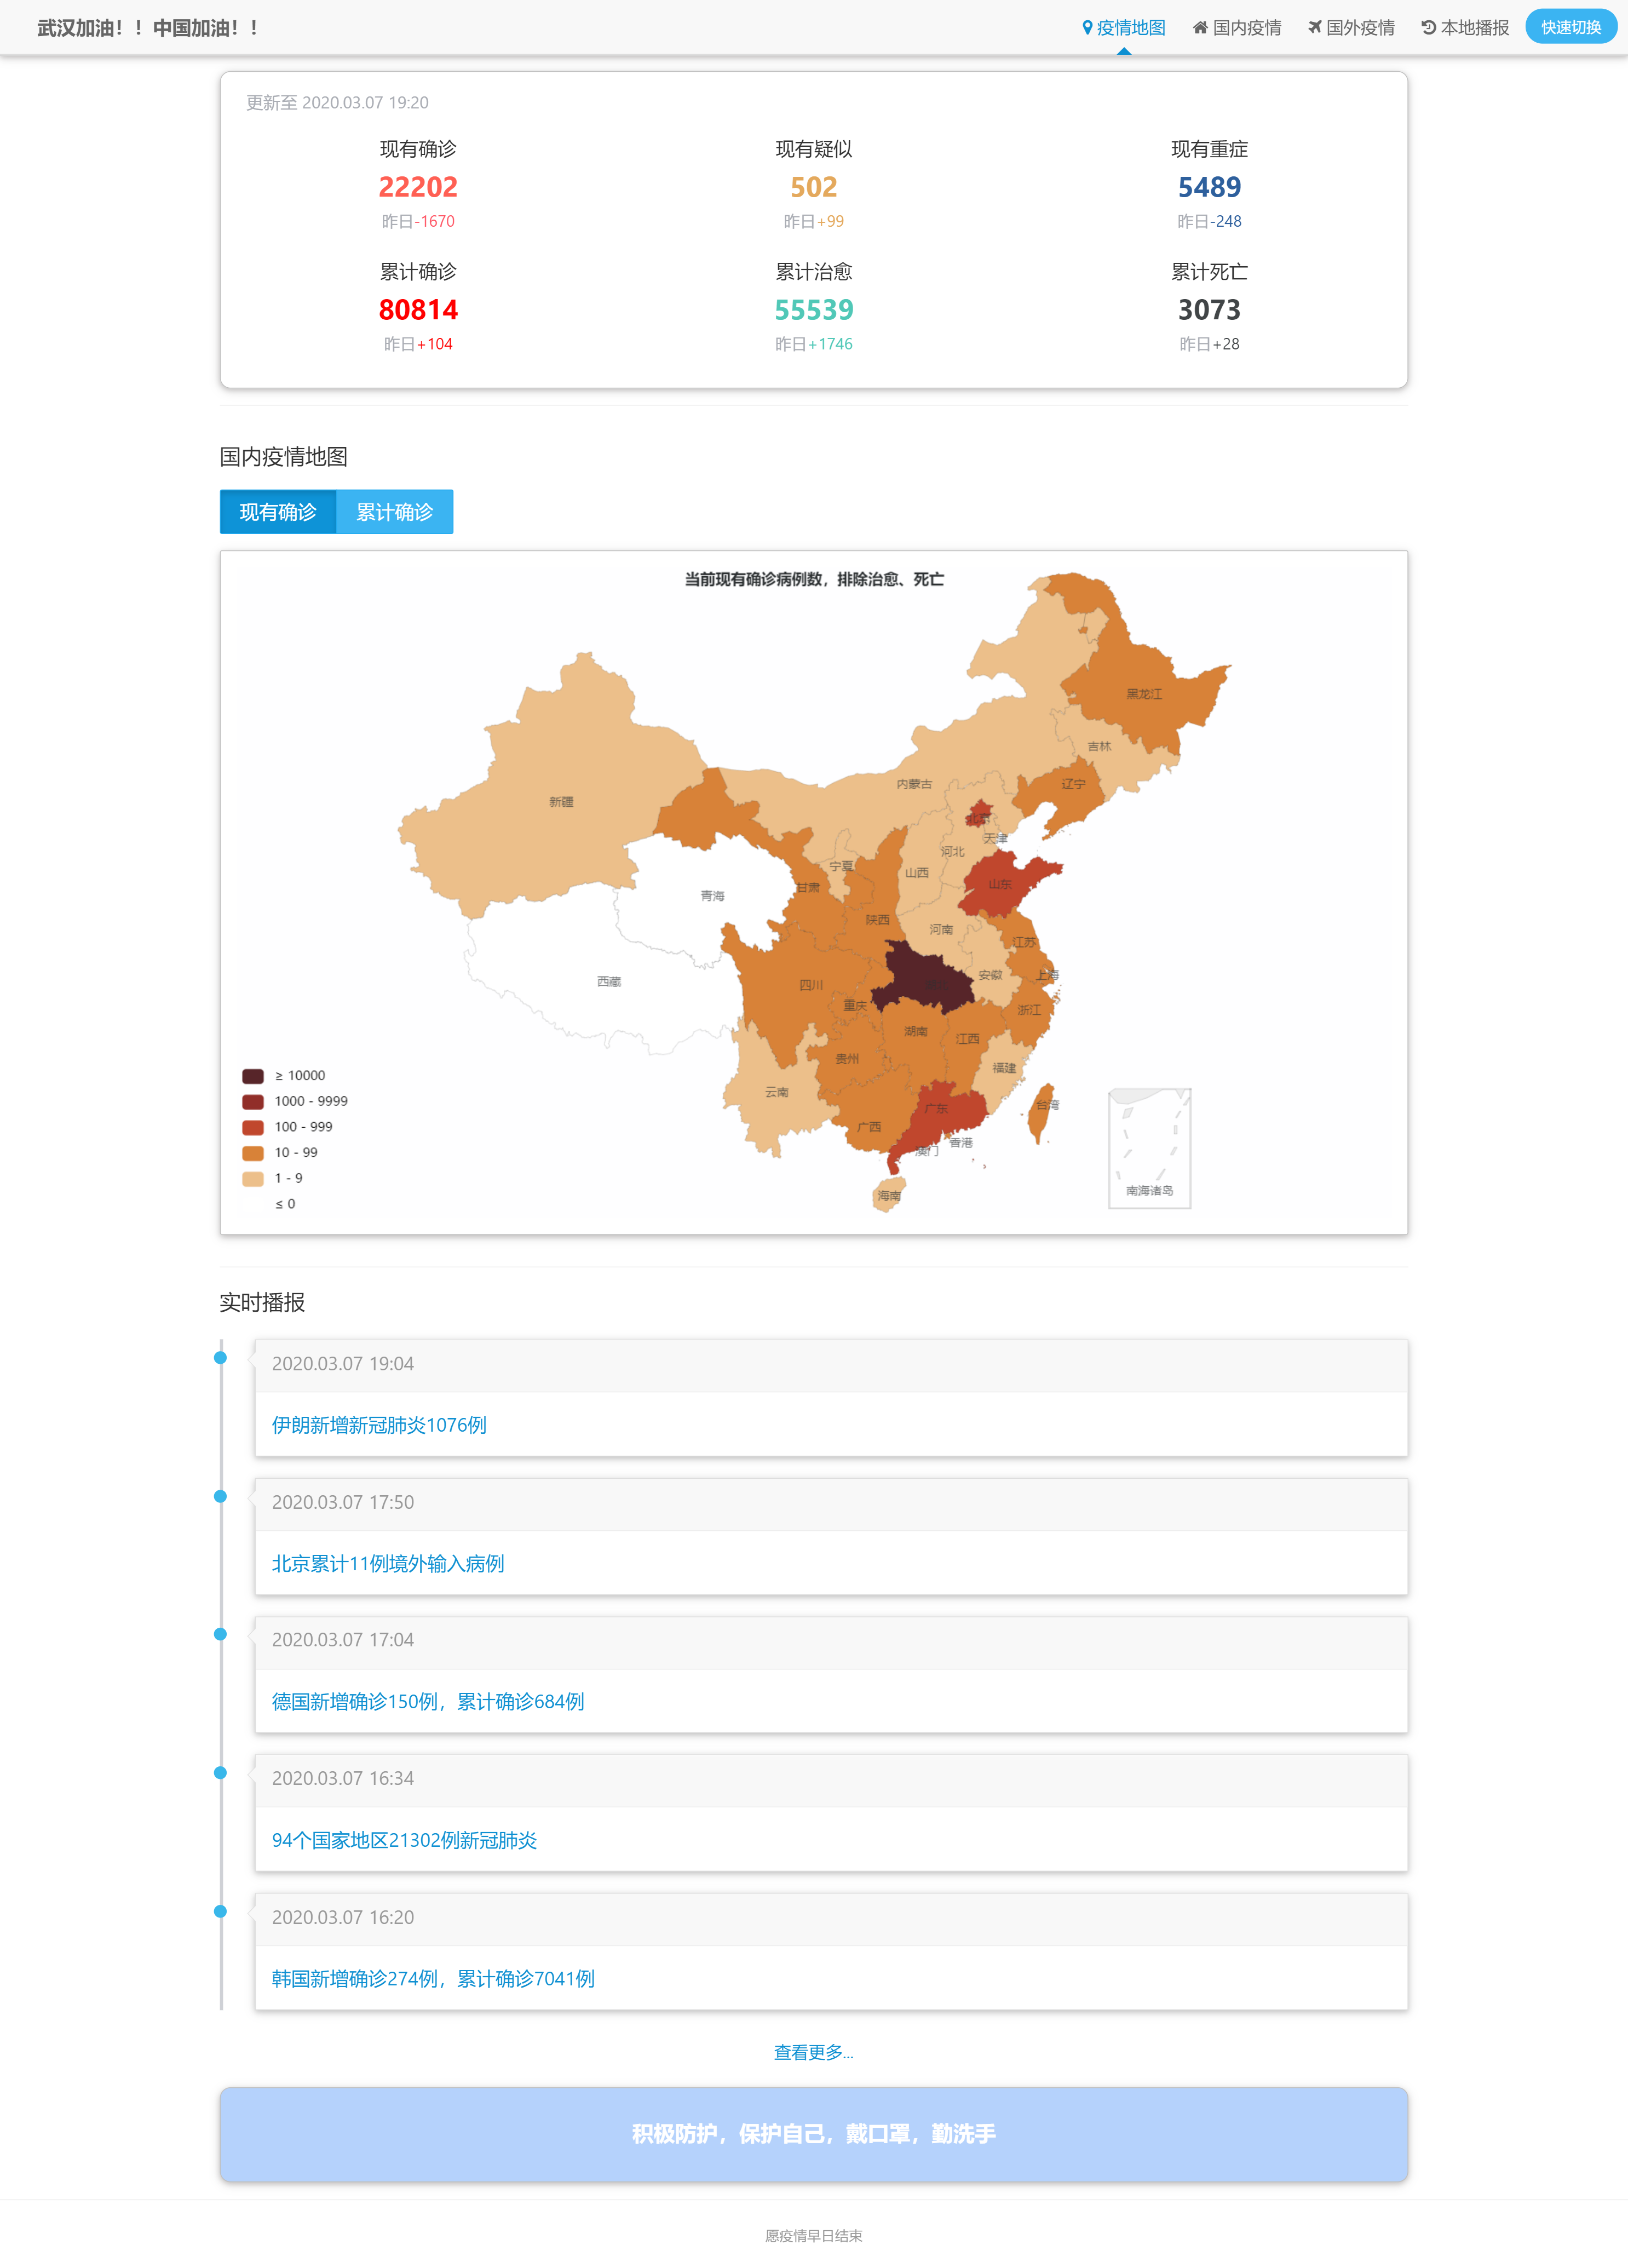 武汉加油！！中国加油！！
疫情地图 国内疫情 国外疫情 本地播报 快速切换
更新至 2020.03.07 19:20
现有确诊 现有疑似 现有重症
22202 502 5489
昨日-1670 昨日+99 昨日-248
累计确诊 累计治愈 累计死亡
80814 55539 3073
昨日+104 昨日+1746 昨日+28
国内疫情地图
现有确诊 累计确诊
当前现有确诊病例数，排除治愈、死亡
黑龙江
吉林
内蒙古
辽宁
新疆
北京
天津
河北
宁夏
山西
山东
甘肃
青海
陕西
河南
江苏
安徽
上海
西藏
四川
重庆
浙江
湖南
江西
贵州
福建
云南
广东
台湾
广西
香港
澳门
海南
南海诸岛
≥ 10000
1000 - 9999
100 - 999
10 - 99
1 - 9
≤ 0
实时播报
2020.03.07 19:04
伊朗新增新冠肺炎1076例
2020.03.07 17:50
北京累计11例境外输入病例
2020.03.07 17:04
德国新增确诊150例，累计确诊684例
2020.03.07 16:34
94个国家地区21302例新冠肺炎
2020.03.07 16:20
韩国新增确诊274例，累计确诊7041例
查看更多...
积极防护，保护自己，戴口罩，勤洗手
愿疫情早日结束